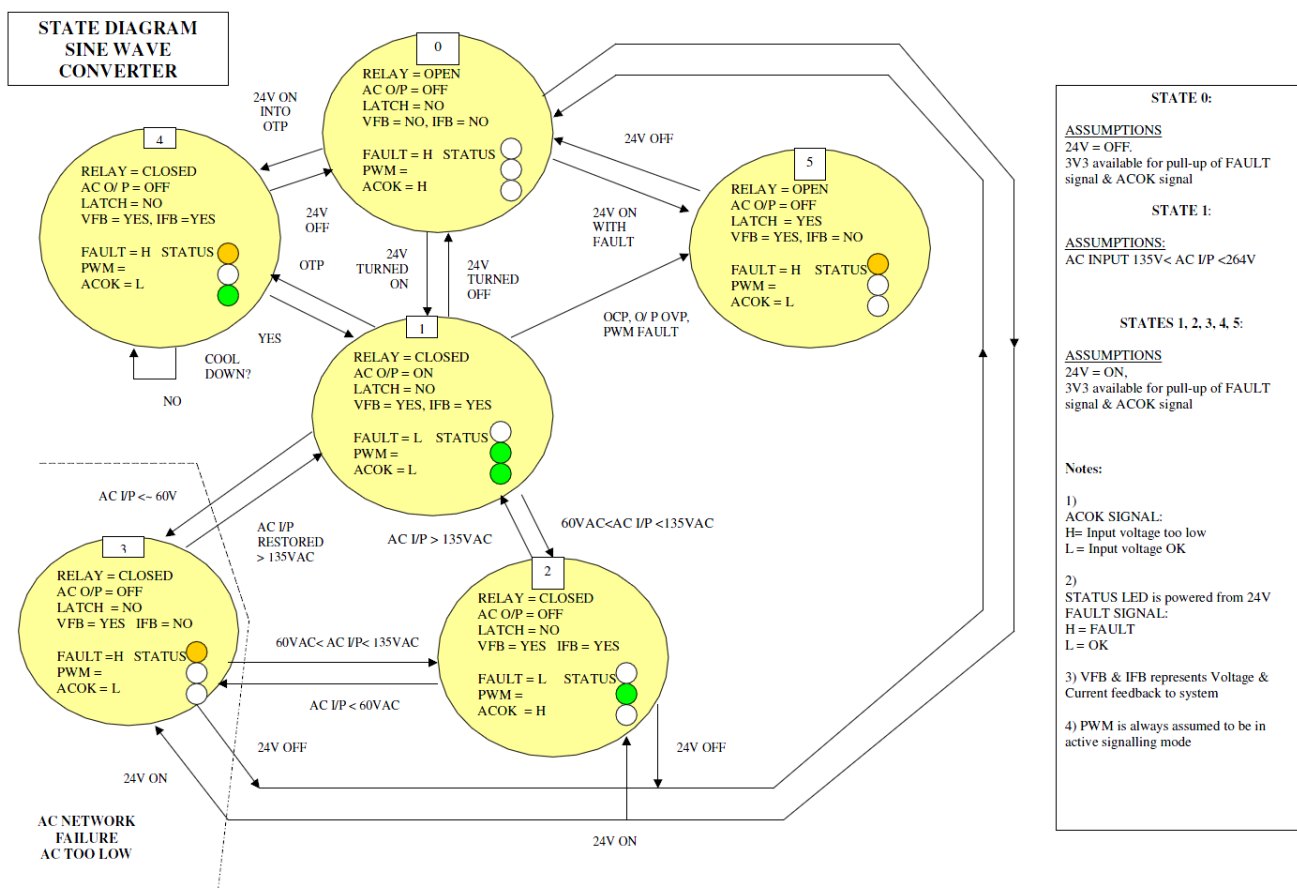 STATE DIAGRAM
SINE WAVE
CONVERTER
0
RELAY = OPEN
AC O/P = OFF
LATCH = NO
VFB = NO, IFB = NO
FAULT = H STATUS
PWM =
ACOK = H
24V ON
INTO
OTP
4
RELAY = CLOSED
AC O/ P = OFF
LATCH = NO
VFB = YES, IFB =YES
FAULT = H STATUS
PWM =
ACOK = L
24V
OFF
OTP
24V
TURNED
ON
24V
TURNED
OFF
24V OFF
24V ON
WITH
FAULT
5
RELAY = OPEN
AC O/P = OFF
LATCH = YES
VFB = YES, IFB = NO
FAULT = H STATUS
PWM =
ACOK = L
OCP, O/ P OVP,
PWM FAULT
YES
COOL
DOWN?
NO
1
RELAY = CLOSED
AC O/P = ON
LATCH = NO
VFB = YES, IFB = YES
FAULT = L STATUS
PWM =
ACOK = L
AC I/P <~ 60V
AC I/P
RESTORED
> 135VAC
AC I/P > 135VAC
60VAC<AC I/P <135VAC
3
RELAY = CLOSED
AC O/P = OFF
LATCH = NO
VFB = YES IFB = NO
FAULT =H STATUS
PWM =
ACOK = L
60VAC< AC I/P< 135VAC
AC I/P < 60VAC
2
RELAY = CLOSED
AC O/P = OFF
LATCH = NO
VFB = YES IFB = YES
FAULT = L STATUS
PWM =
ACOK = H
24V OFF
24V OFF
24V ON
24V ON
AC NETWORK
FAILURE
AC TOO LOW
STATE 0:
ASSUMPTIONS
24V = OFF.
3V3 available for pull-up of FAULT
signal & ACOK signal
STATE 1:
ASSUMPTIONS:
AC INPUT 135V< AC I/P <264V
STATES 1, 2, 3, 4, 5:
ASSUMPTIONS
24V = ON,
3V3 available for pull-up of FAULT
signal & ACOK signal
Notes:
1)
ACOK SIGNAL:
H= Input voltage too low
L = Input voltage OK
2)
STATUS LED is powered from 24V
FAULT SIGNAL:
H = FAULT
L = OK
3) VFB & IFB represents Voltage &
Current feedback to system
4) PWM is always assumed to be in
active signalling mode